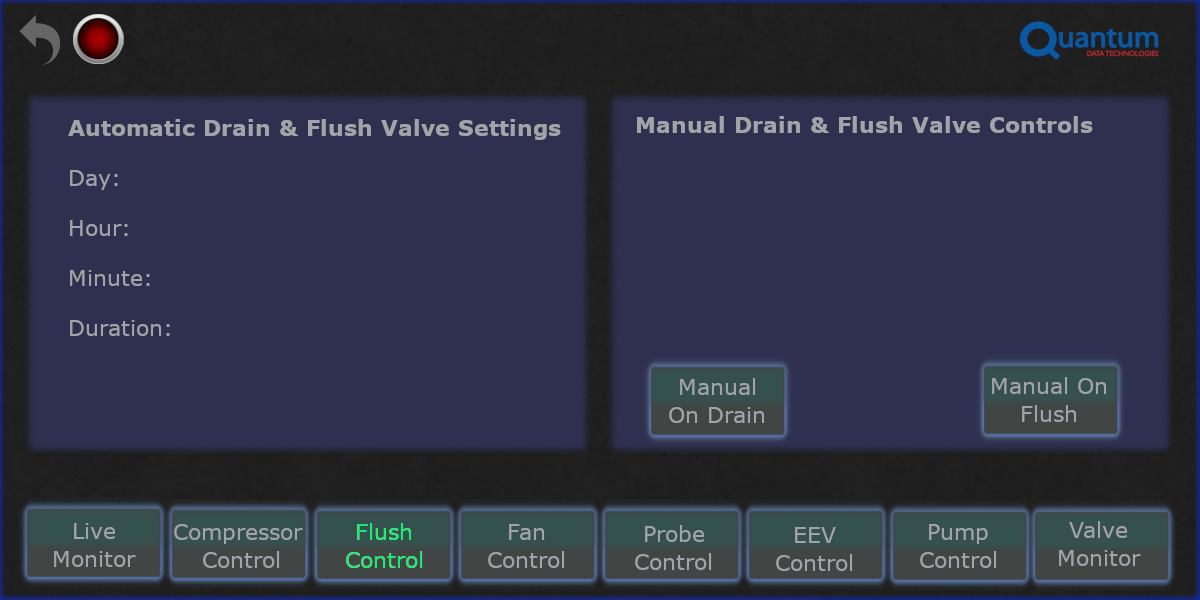 Quantum
DATA TECHNOLOGIES
Automatic Drain & Flush Valve Settings
Day:
Hour:
Minute:
Duration:
Manual Drain & Flush Valve Controls
Manual
On Drain
Manual On
Flush
Live
Monitor
Compressor
Control
Flush
Control
Fan
Control
Probe
Control
EEV
Control
Pump
Control
Valve
Monitor